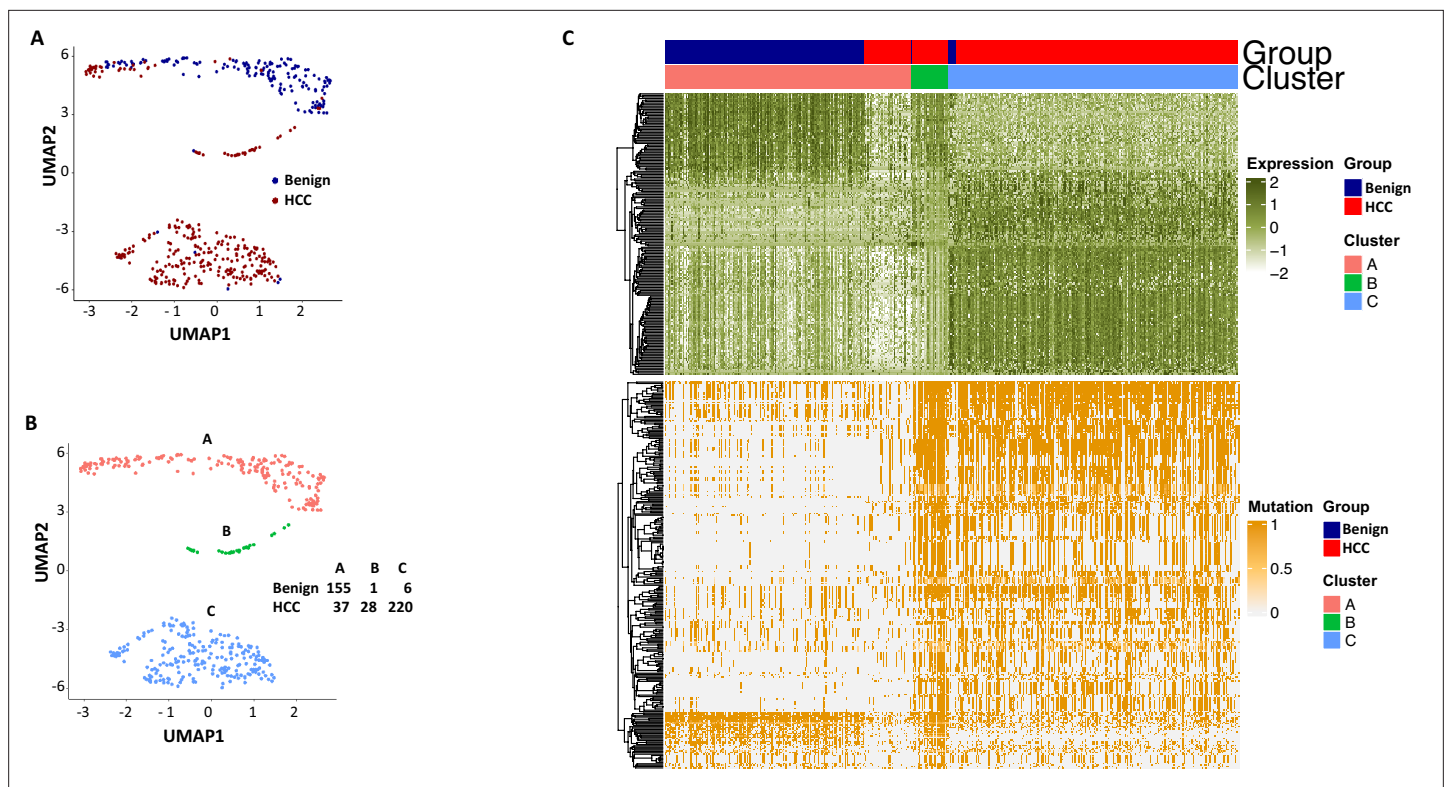 A
6
3
0
-3
-6
UMAP2
Benign
HCC
-3 -2 -1 0 1 2
UMAP1
B
A
6
3
0
-3
-6
UMAP2
B
A B C
Benign 155 1 6
HCC 37 28 220
C
-3 -2 -1 0 1 2
UMAP1
C
Group
Cluster
Expression
2
1
0
−1
−2
Group
Benign
HCC
Cluster
A
B
C
Mutation
1
0.5
0
Group
Benign
HCC
Cluster
A
B
C